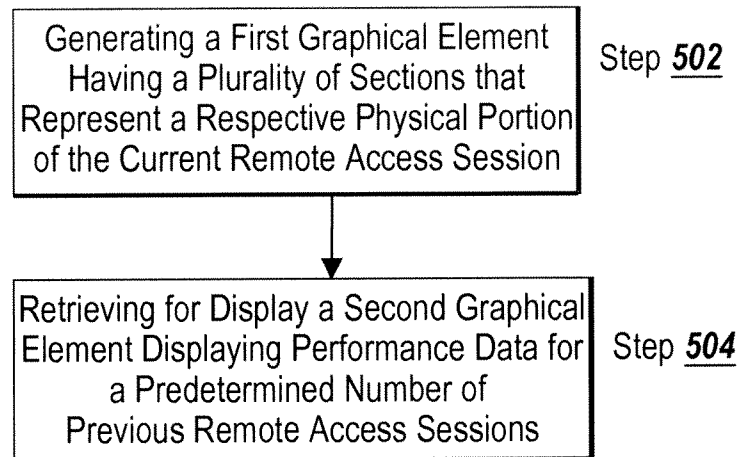 Generating a First Graphical Element
Having a Plurality of Sections that
Represent a Respective Physical Portion
of the Current Remote Access Session
Step 502
Retrieving for Display a Second Graphical
Element Displaying Performance Data for
a Predetermined Number of
Previous Remote Access Sessions
Step 504